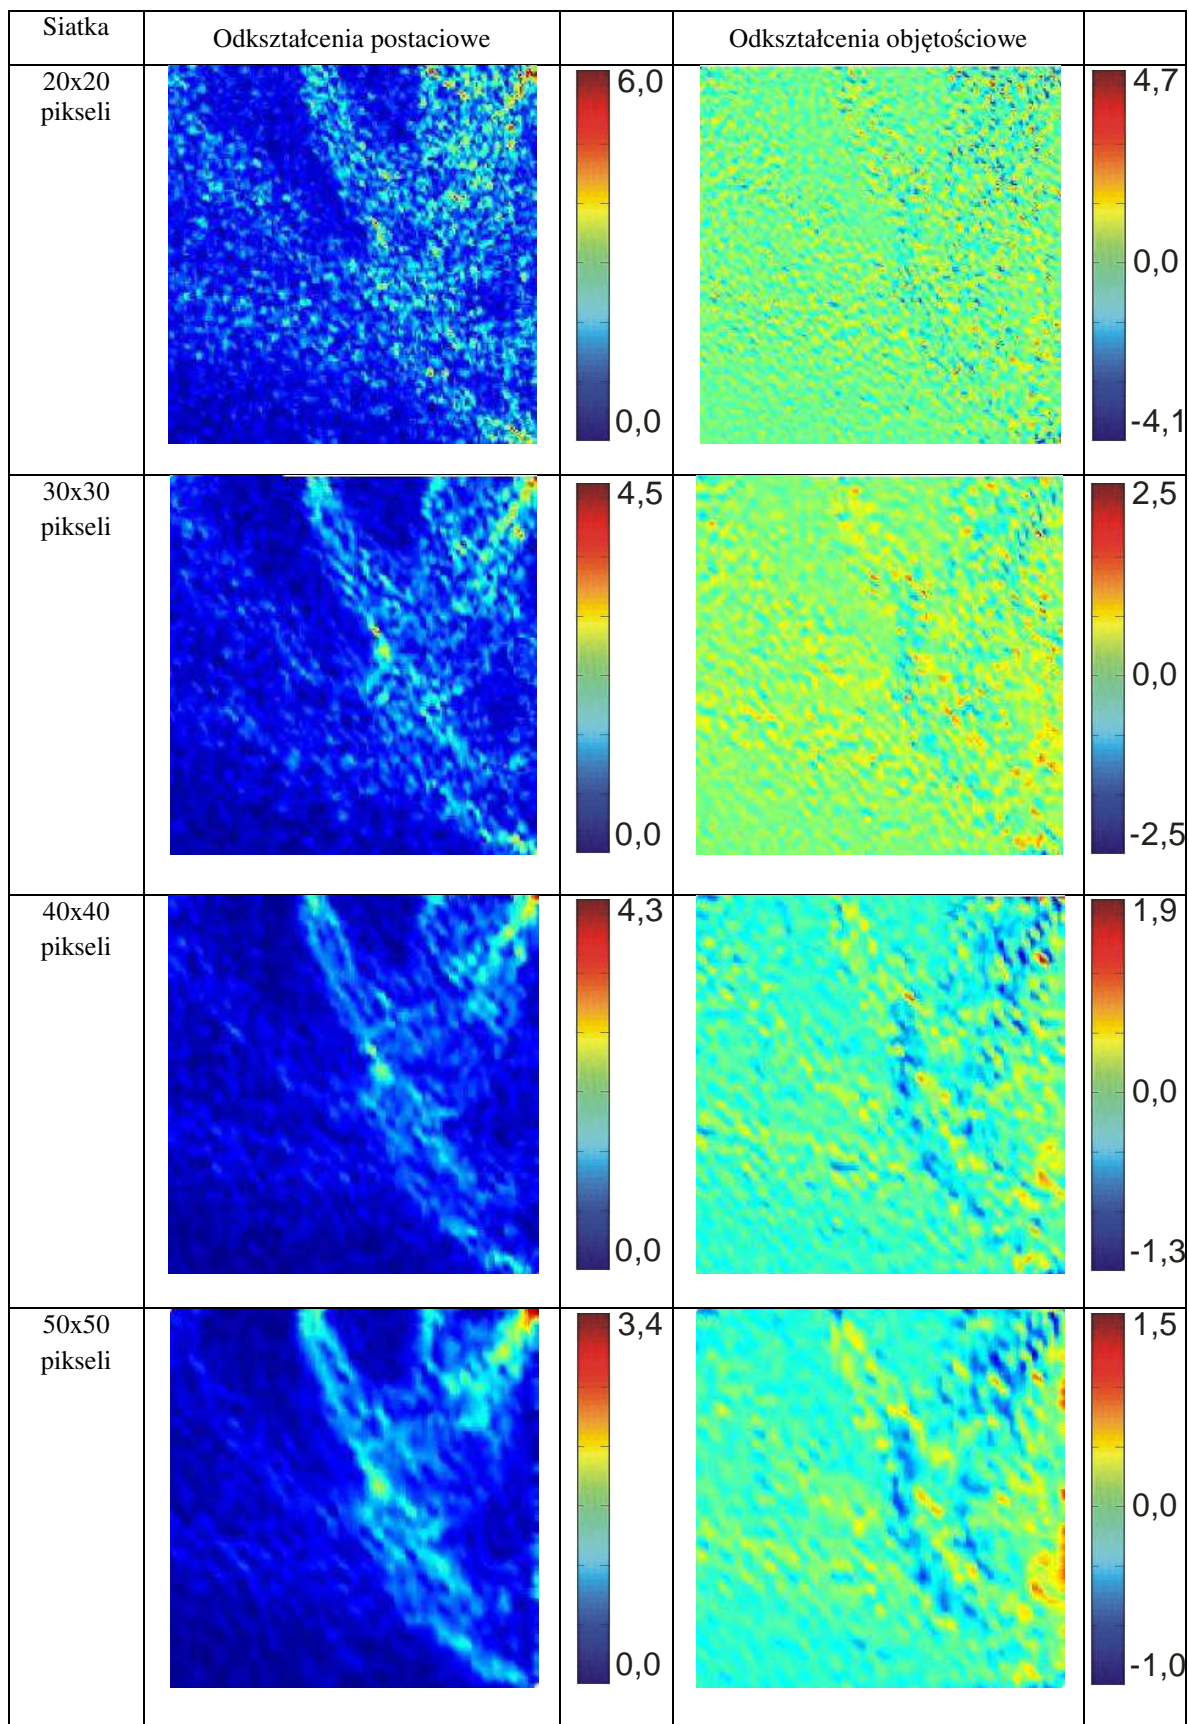 Siatka
Odkształcenia postaciowe
Odkształcenia objętościowe
20x20
pikseli
6,0
0,0
4,7
0,0
-4,1
30x30
pikseli
4,5
0,0
2,5
0,0
-2,5
40x40
pikseli
4,3
0,0
1,9
0,0
-1,3
50x50
pikseli
3,4
0,0
1,5
0,0
-1,0